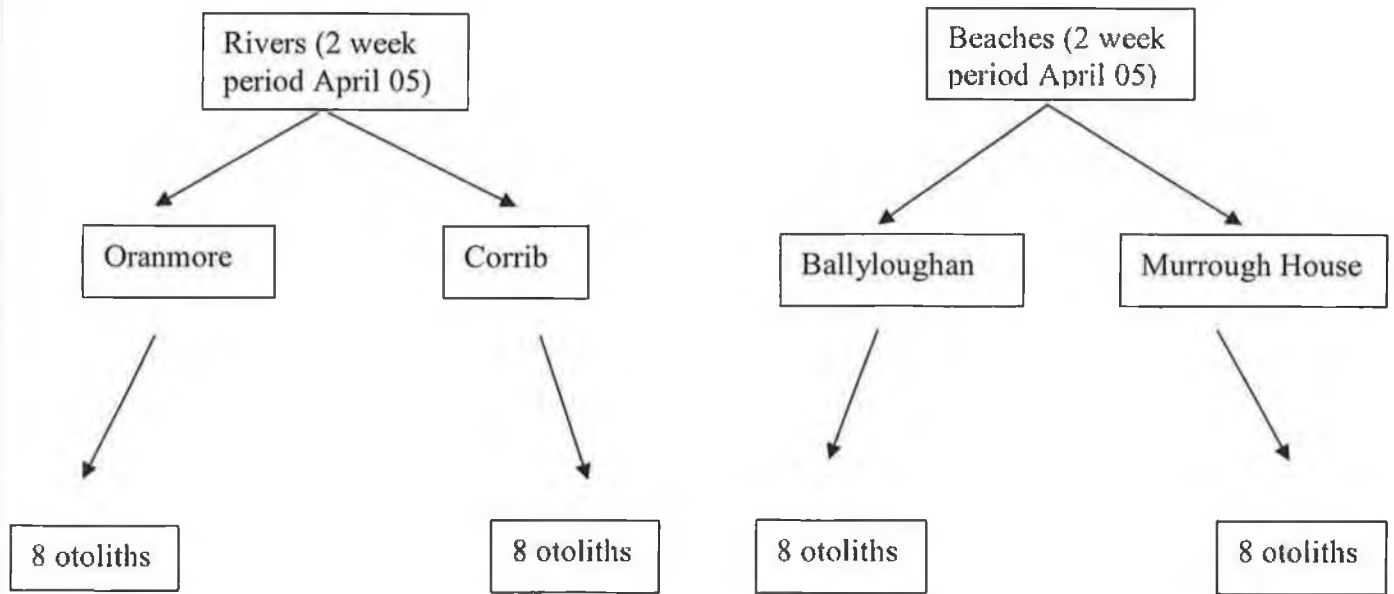 Rivers (2 week
period April 05)
Beaches (2 week
period April 05)
Oranmore
Corrib
Ballyloughan
Murrough House
8 otoliths
8 otoliths
8 otoliths
8 otoliths